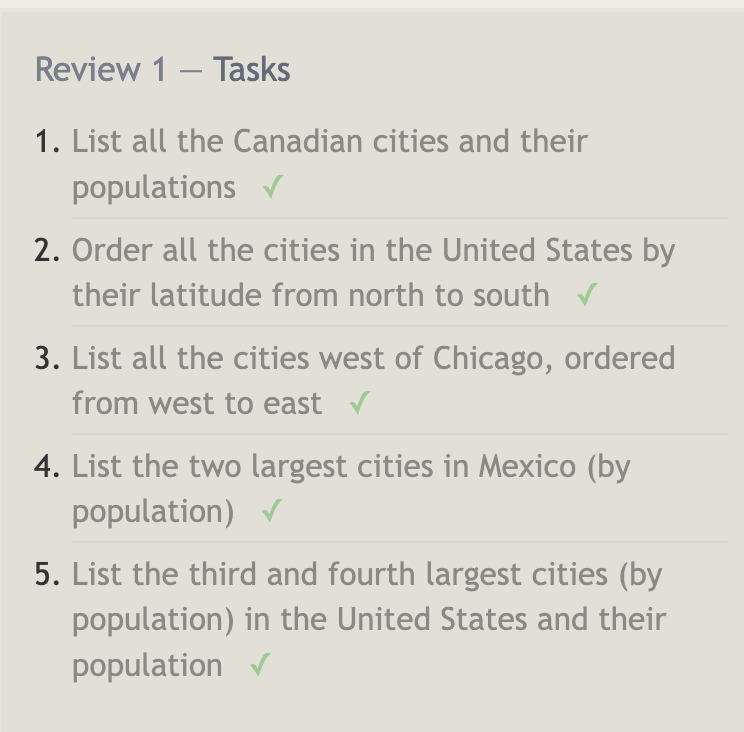 Review 1 — Tasks
1. List all the Canadian cities and their
populations ✓
2. Order all the cities in the United States by
their latitude from north to south ✓
3. List all the cities west of Chicago, ordered
from west to east ✓
4. List the two largest cities in Mexico (by
population) ✓
5. List the third and fourth largest cities (by
population) in the United States and their
population ✓